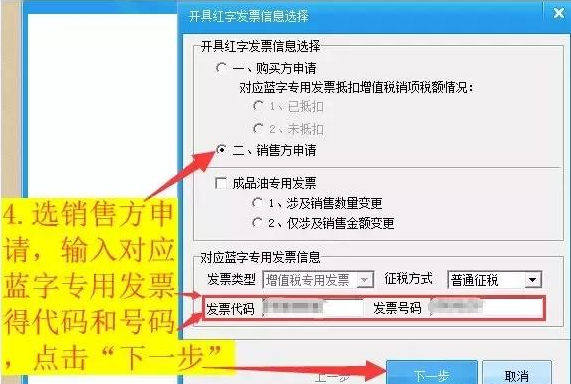 开具红字发票信息选择
开具红字发票信息选择
一、购买方申请
对应蓝字专用发票抵扣增值税销项税额情况：
1、已抵扣
2、未抵扣
二、销售方申请
成品油专用发票
1、涉及销售数量变更
2、仅涉及销售金额变更
4.选销售方申
请，输入对应
蓝字专用发票
得代码和号码
，点击“下一步”
对应蓝字专用发票信息
发票类型 增值税专用发票 征税方式 普通征税
发票代码 发票号码
上一步 下一步 取消